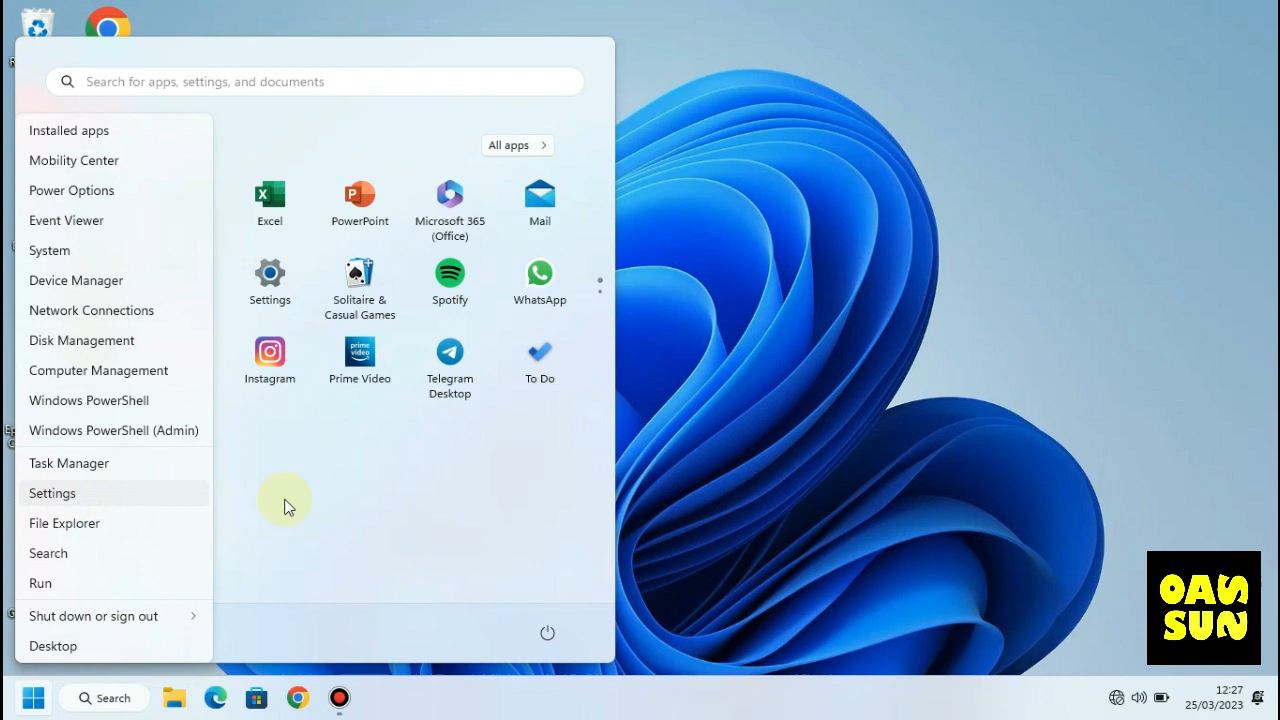 Search for apps, settings, and documents
Installed apps
Mobility Center
Power Options
Event Viewer
System
Device Manager
Network Connections
Disk Management
Computer Management
Windows PowerShell
Windows PowerShell (Admin)
Task Manager
Settings
File Explorer
Search
Run
Shut down or sign out
Desktop
All apps
Excel
PowerPoint
Microsoft 365
(Office)
Mail
Settings
Solitaire &
Casual Games
Spotify
WhatsApp
Instagram
prime
video
Prime Video
Telegram
Desktop
To Do
OASN
SUN
Search
12:27
25/03/2023